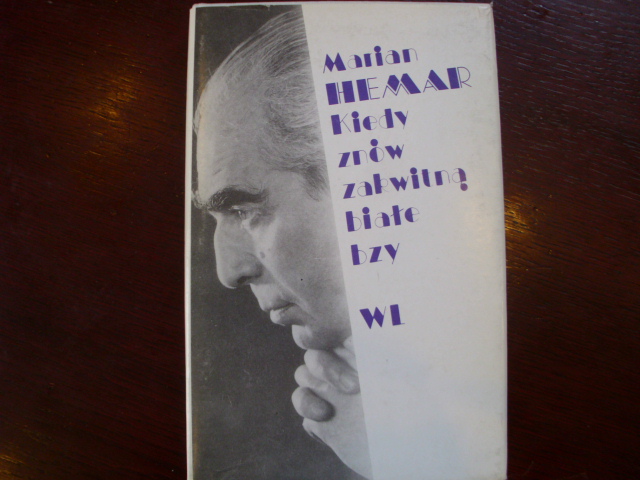 Marian
HEMAR
Kiedy
znów
zakwitną
białe
bzy
WL